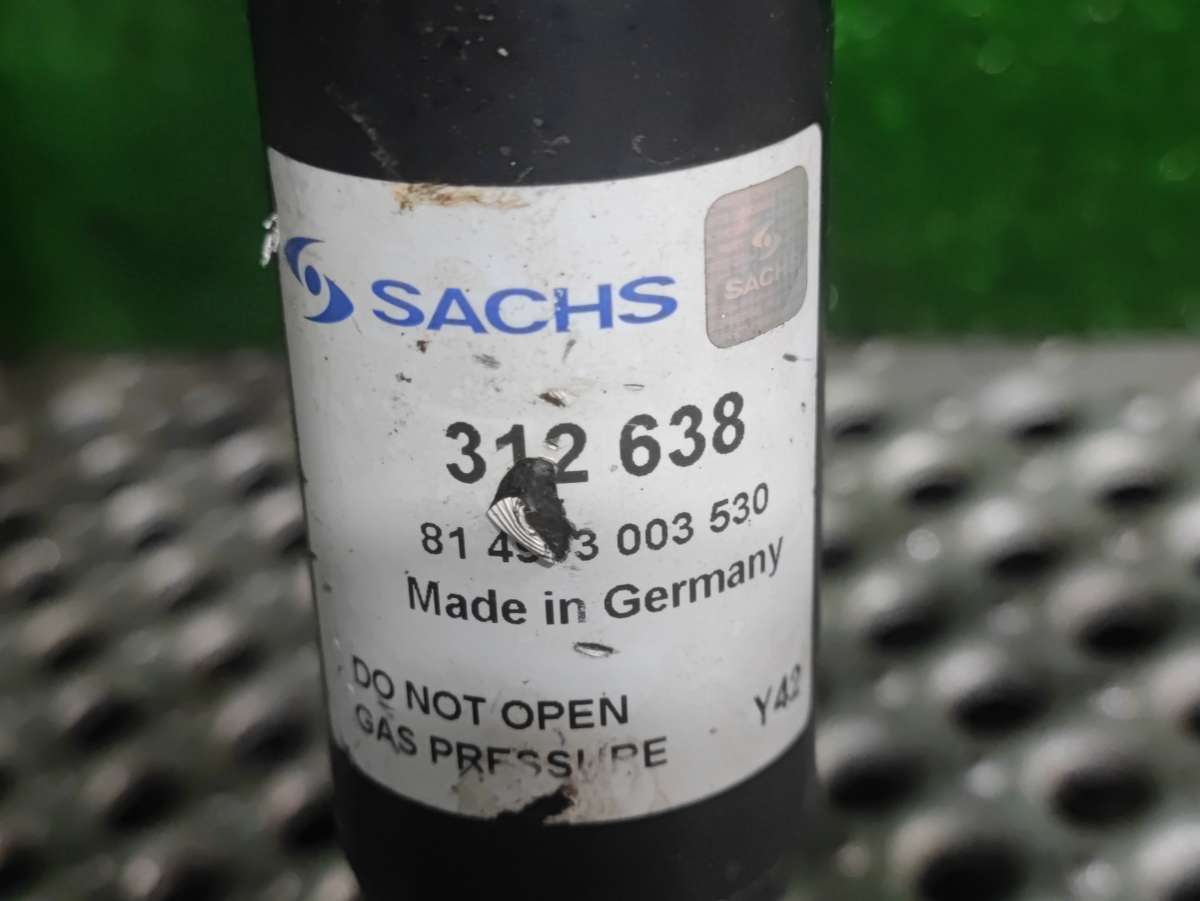 SACHS
SACHS
312 638
81 003 530
Made in Germany
DO NOT OPEN
GAS PRESSURE
Y42